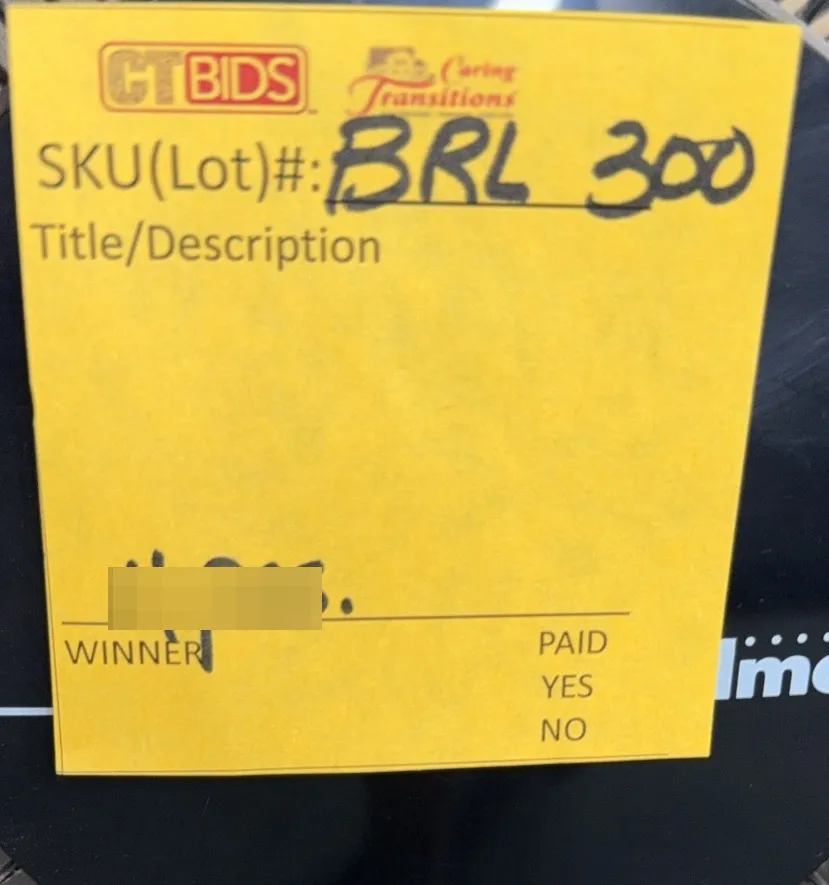 CTBIDS
Caring
Transitions
SKU(Lot)#: BRL 300
Title/Description
WINNER
PAID
YES
NO